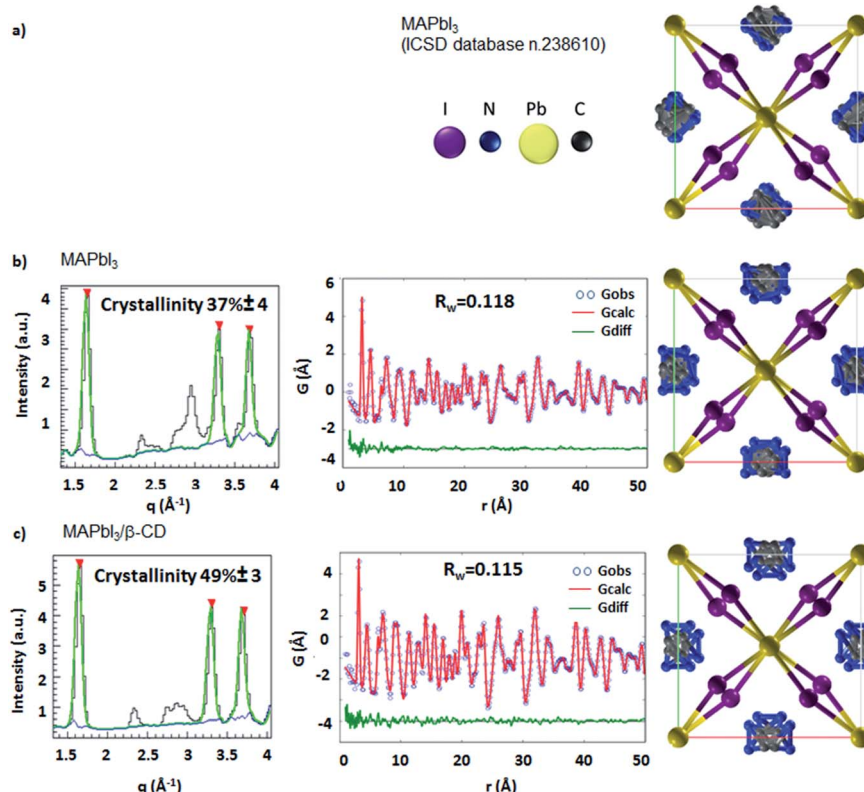 a)
MAPbI₃
(ICSD database n.238610)
I N Pb C
b) MAPbI₃
Crystallinity 37%±4
Intensity (a.u.)
4
3
2
1
1.5 2 2.5 3 3.5 4
q (Å⁻¹)
R_w=0.118
Gobs
Gcalc
Gdiff
G (Å)
6
4
2
0
-2
-4
0 10 20 30 40 50
r (Å)
c) MAPbI₃/β-CD
Crystallinity 49%±3
Intensity (a.u.)
5
4
3
2
1
1.5 2 2.5 3 3.5 4
q (Å⁻¹)
R_w=0.115
Gobs
Gcalc
Gdiff
G (Å)
4
2
0
-2
-4
0 10 20 30 40 50
r (Å)